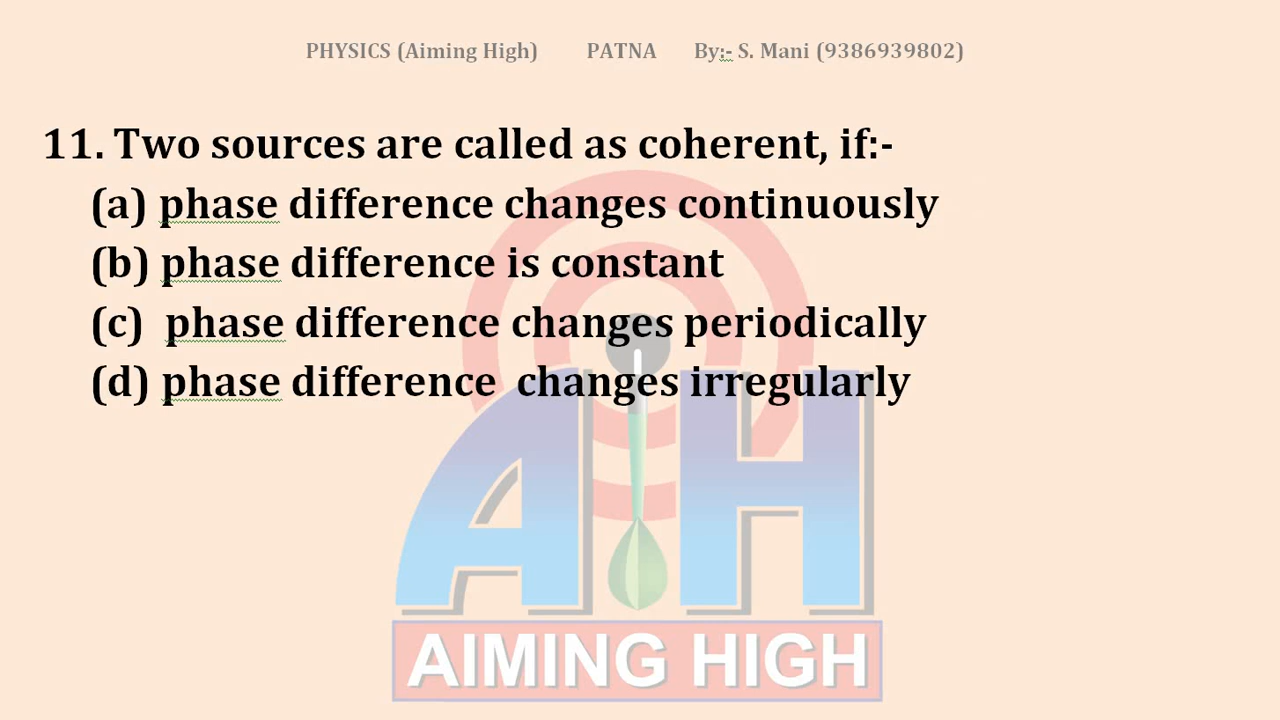 PHYSICS (Aiming High) PATNA By:- S. Mani (9386939802)
11. Two sources are called as coherent, if:-
(a) phase difference changes continuously
(b) phase difference is constant
(c) phase difference changes periodically
(d) phase difference changes irregularly
AH
AIMING HIGH